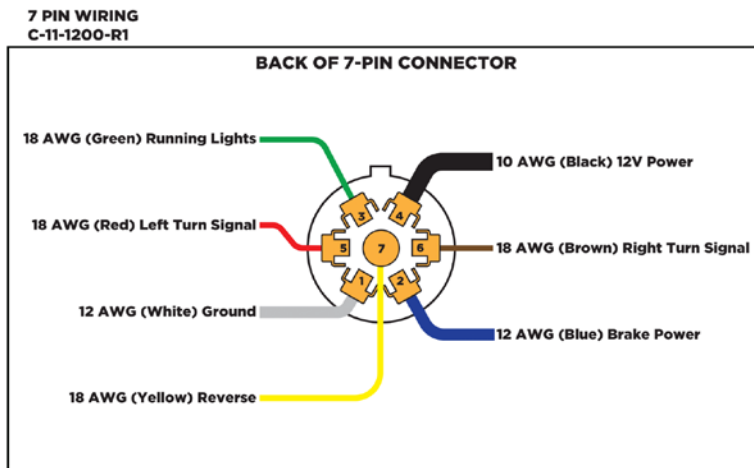 7 PIN WIRING
C-11-1200-R1
BACK OF 7-PIN CONNECTOR
18 AWG (Green) Running Lights
10 AWG (Black) 12V Power
3
4
18 AWG (Red) Left Turn Signal
5
7
6
18 AWG (Brown) Right Turn Signal
1
2
12 AWG (White) Ground
12 AWG (Blue) Brake Power
18 AWG (Yellow) Reverse